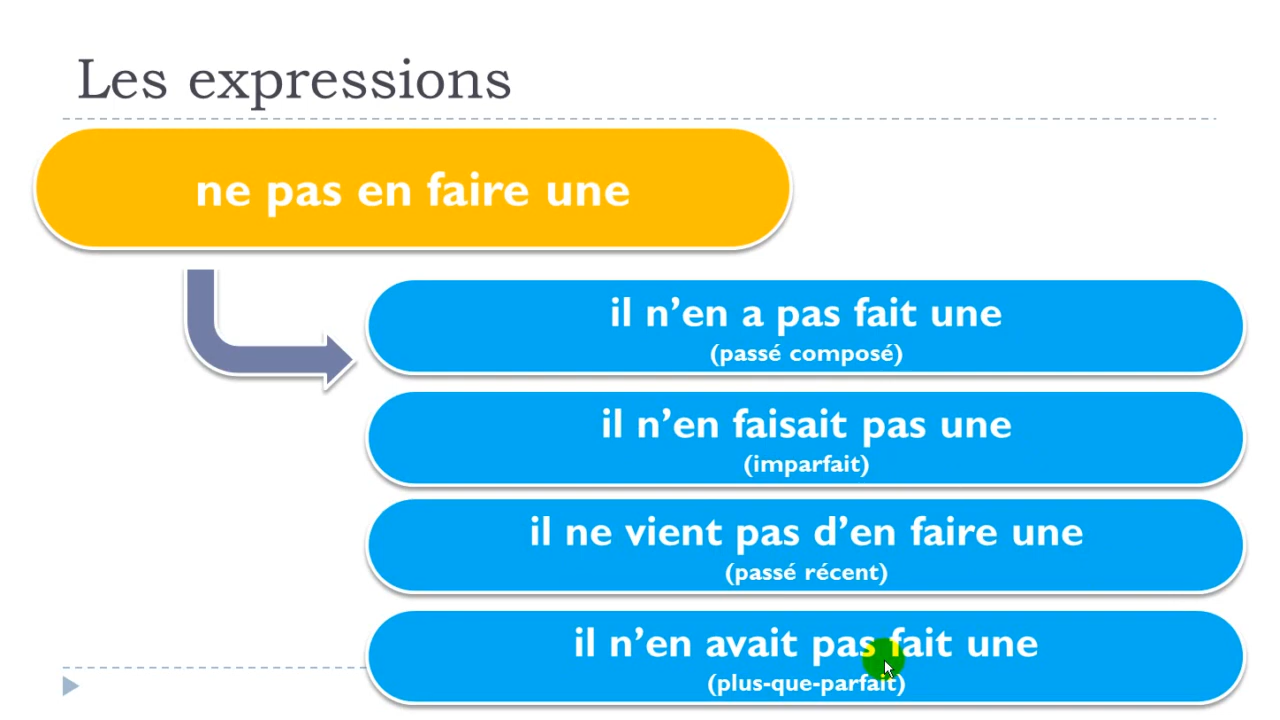 Les expressions
ne pas en faire une
il n’en a pas fait une
(passé composé)
il n’en faisait pas une
(imparfait)
il ne vient pas d’en faire une
(passé récent)
il n’en avait pas fait une
(plus-que-parfait)